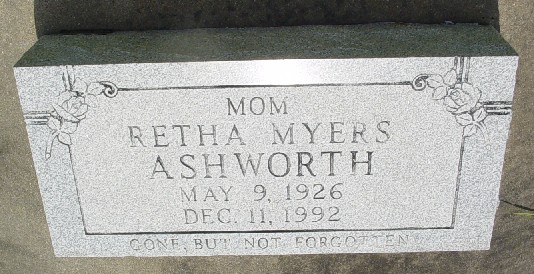 MOM
RETHA MYERS
ASHWORTH
MAY 9, 1926
DEC. 11, 1992
GONE, BUT NOT FORGOTTEN